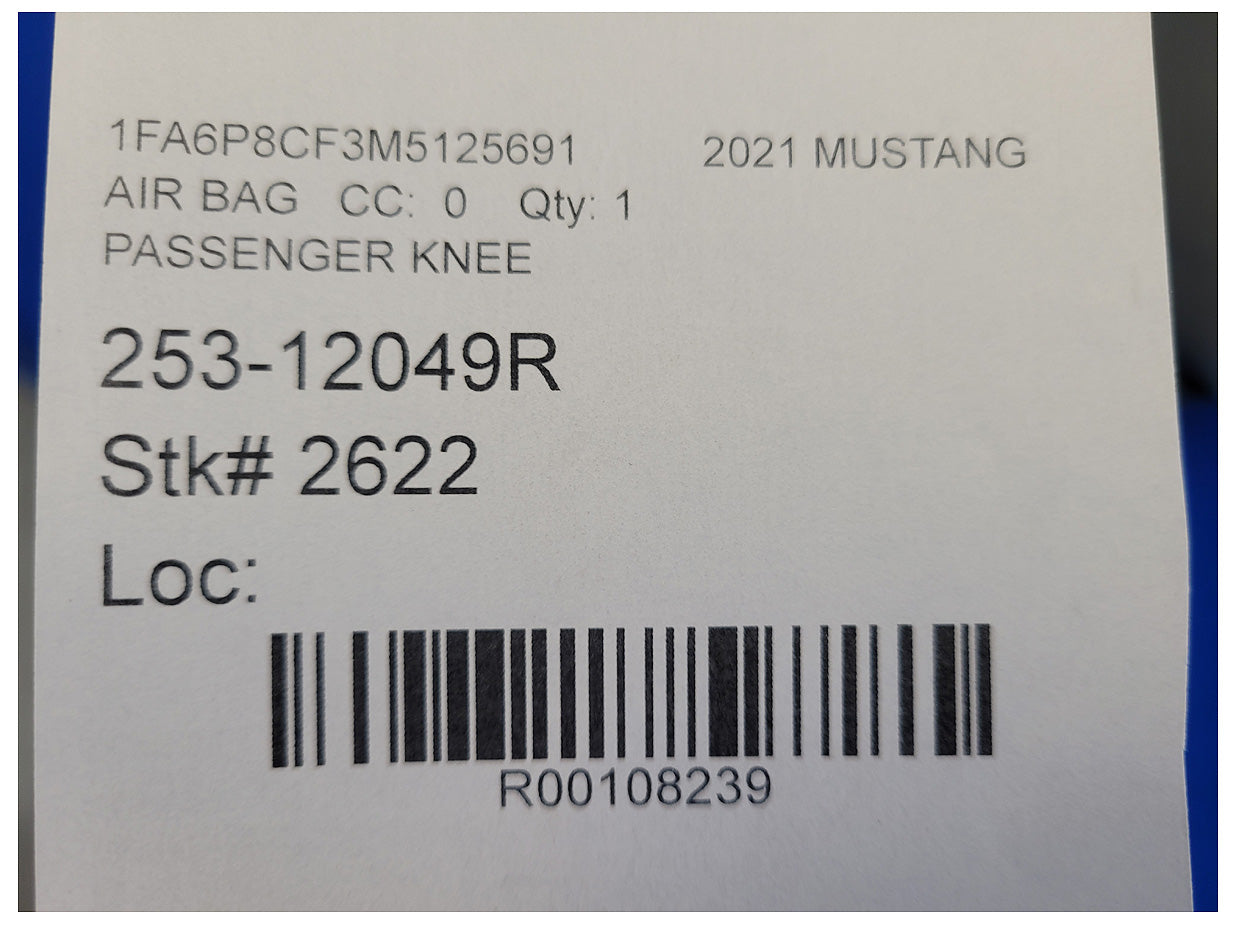 1FA6P8CF3M5125691 2021 MUSTANG
AIR BAG CC: 0 Qty: 1
PASSENGER KNEE
253-12049R
Stk# 2622
Loc:
R00108239